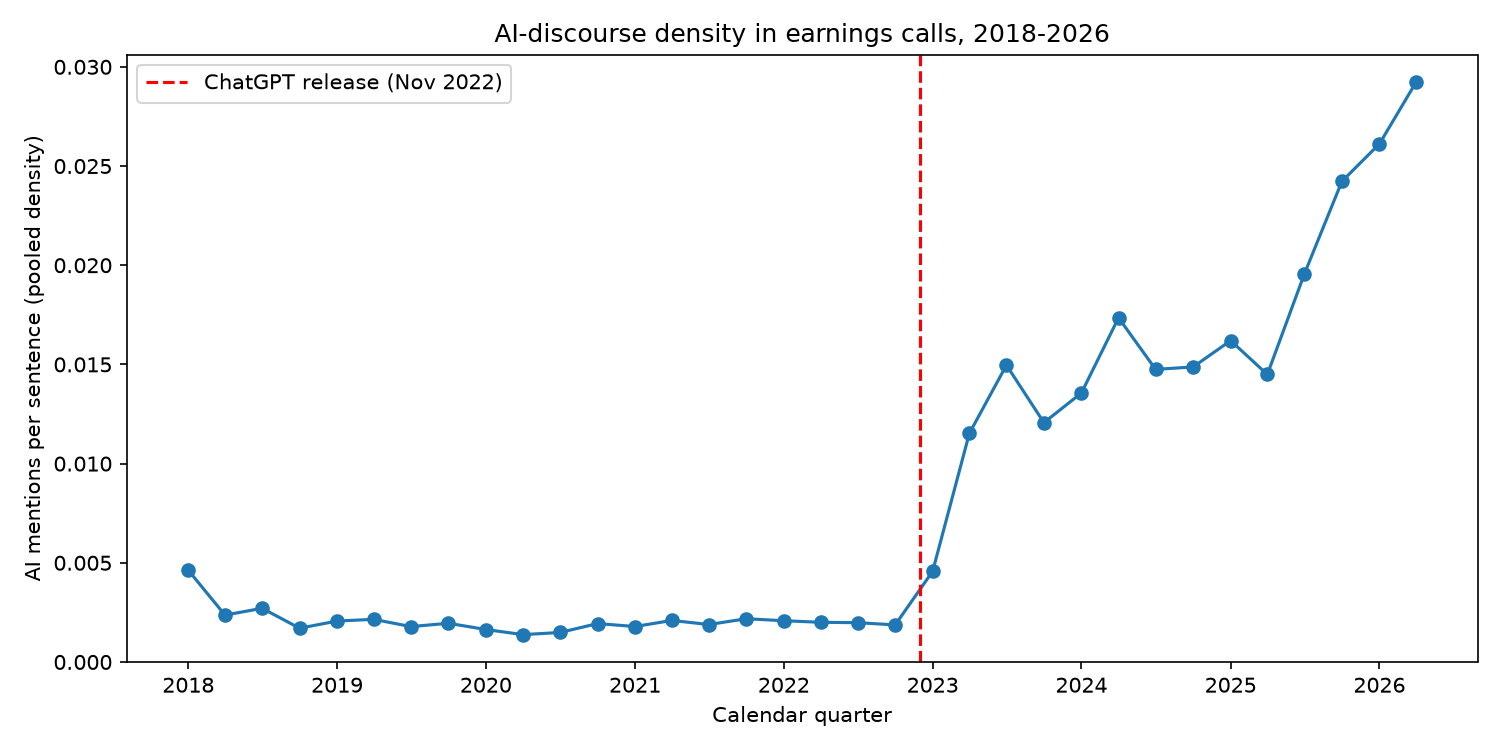 AI-discourse density in earnings calls, 2018-2026
ChatGPT release (Nov 2022)
AI mentions per sentence (pooled density)
0.030
0.025
0.020
0.015
0.010
0.005
0.000
2018 2019 2020 2021 2022 2023 2024 2025 2026
Calendar quarter